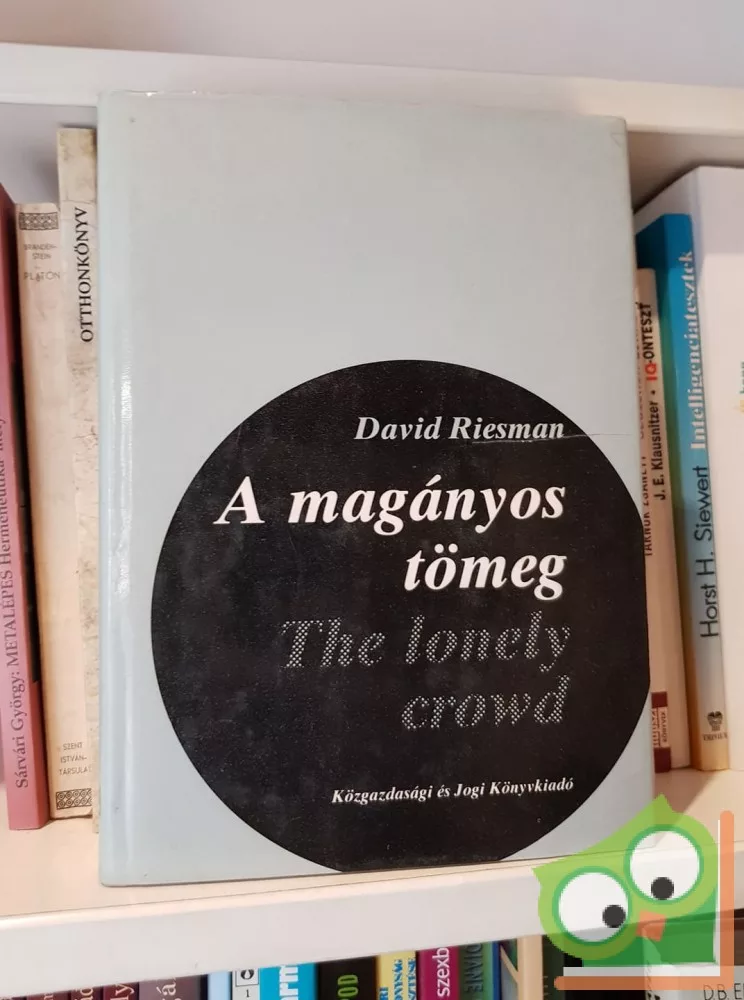 David Riesman
A magányos
tömeg
The lonely
crowd
Közgazdasági és Jogi Könyvkiadó
Sárvári György: METALÉPÉS Hermeneutika
PLATÓN
SZENT
ISTVÁN-
TÁRSULAT
OTTHONKÖNYV
J. E. Klausnitzer • IQ-ÖNTESZT
Horst H. Siewert Intelligenciatesztek